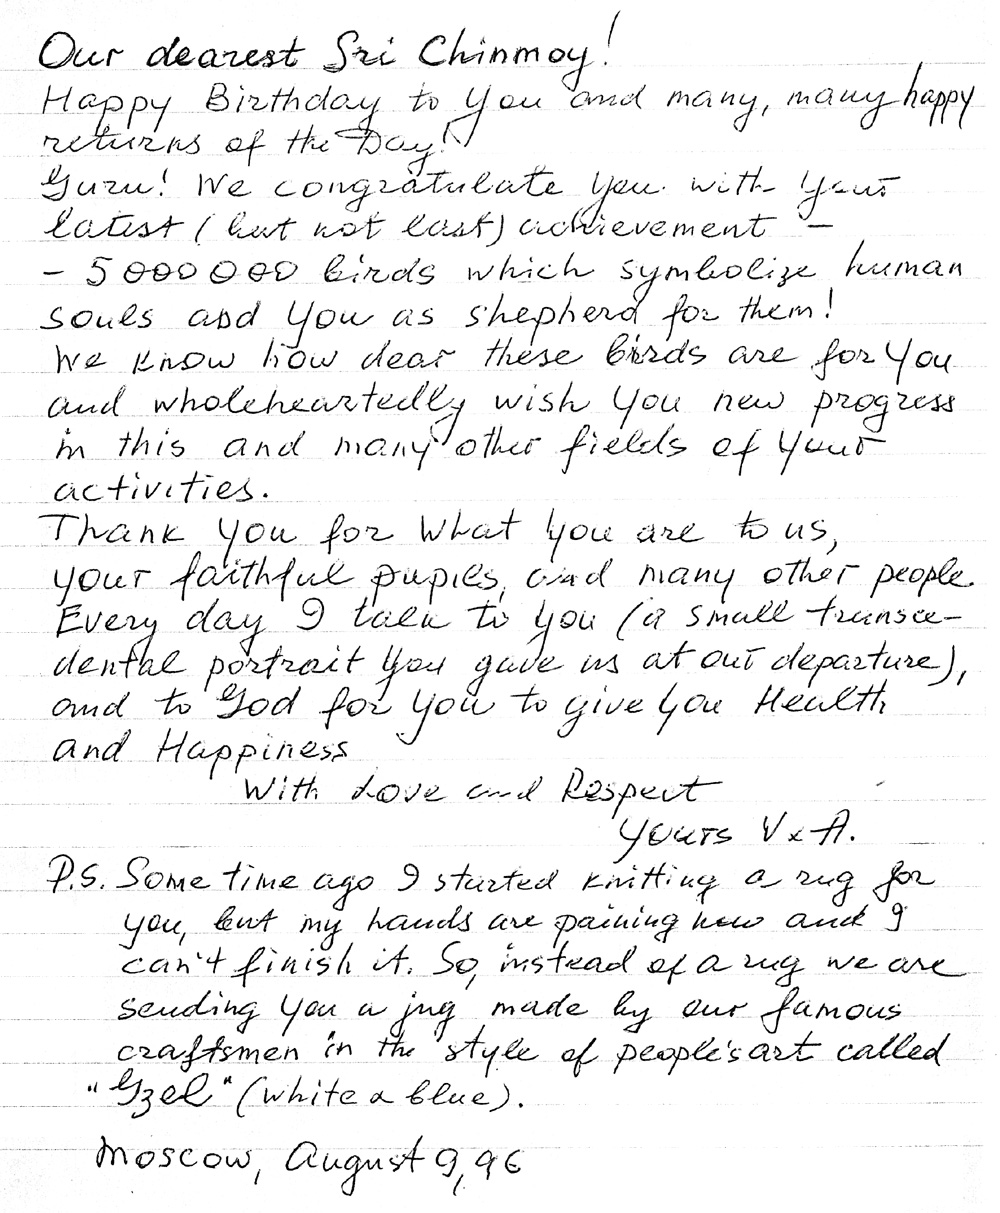 Our dearest Sri Chinmoy!
Happy Birthday to You and many, many happy
returns of the Day!
Guru! We congratulate You with Your
latest (but not last) achievement —
– 5 000 000 birds which symbolize human
souls and You as shepherd for them!
We know how dear these birds are for You
and wholeheartedly wish You new progress
in this and many other fields of Your
activities.
Thank You for what You are to us,
your faithful pupils, and many other people.
Every day I talk to You (a small transce-
dental portrait You gave us at our departure),
and to God for You to give You Health
and Happiness
With Love and Respect
Yours V & A.
P.S. Some time ago I started knitting a rug for
you, but my hands are paining now and I
can't finish it. So, instead of a rug we are
sending You a jug made by our famous
craftsmen in the style of people's art called
"Gzel" (white & blue).
Moscow, August 9, 96